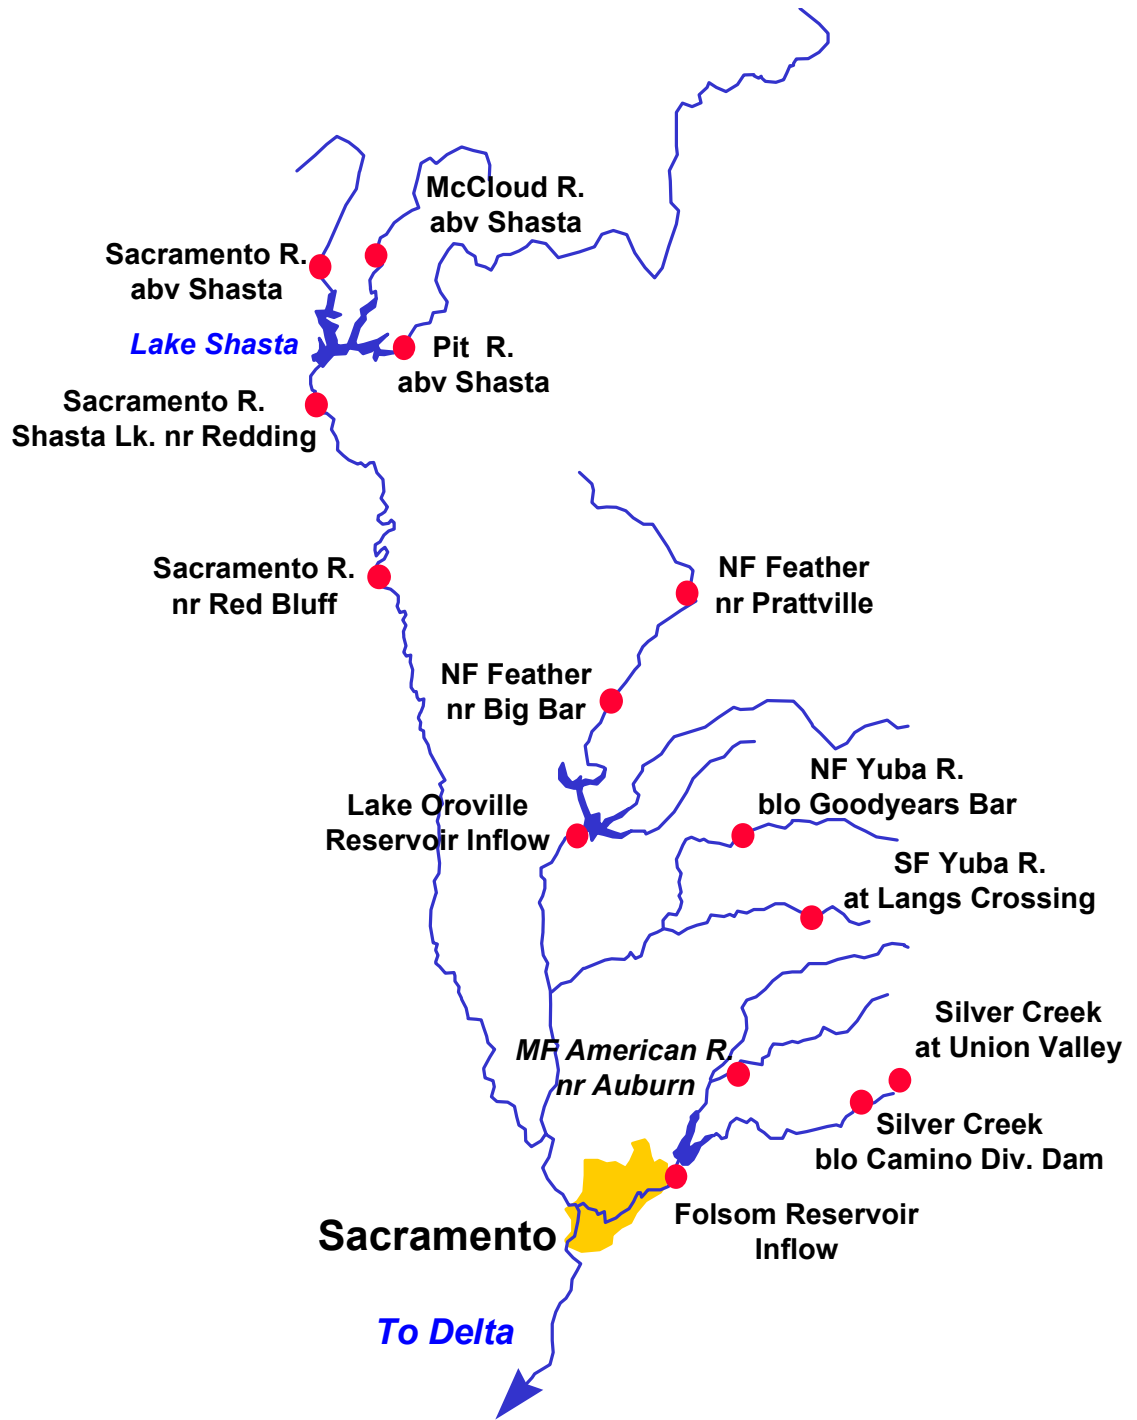 McCloud R.
abv Shasta
Sacramento R.
abv Shasta
Lake Shasta
Pit R.
abv Shasta
Sacramento R.
Shasta Lk. nr Redding
Sacramento R.
nr Red Bluff
NF Feather
nr Prattville
NF Feather
nr Big Bar
NF Yuba R.
blo Goodyears Bar
Lake Oroville
Reservoir Inflow
SF Yuba R.
at Langs Crossing
Silver Creek
at Union Valley
MF American R.
nr Auburn
Silver Creek
blo Camino Div. Dam
Folsom Reservoir
Inflow
Sacramento
To Delta